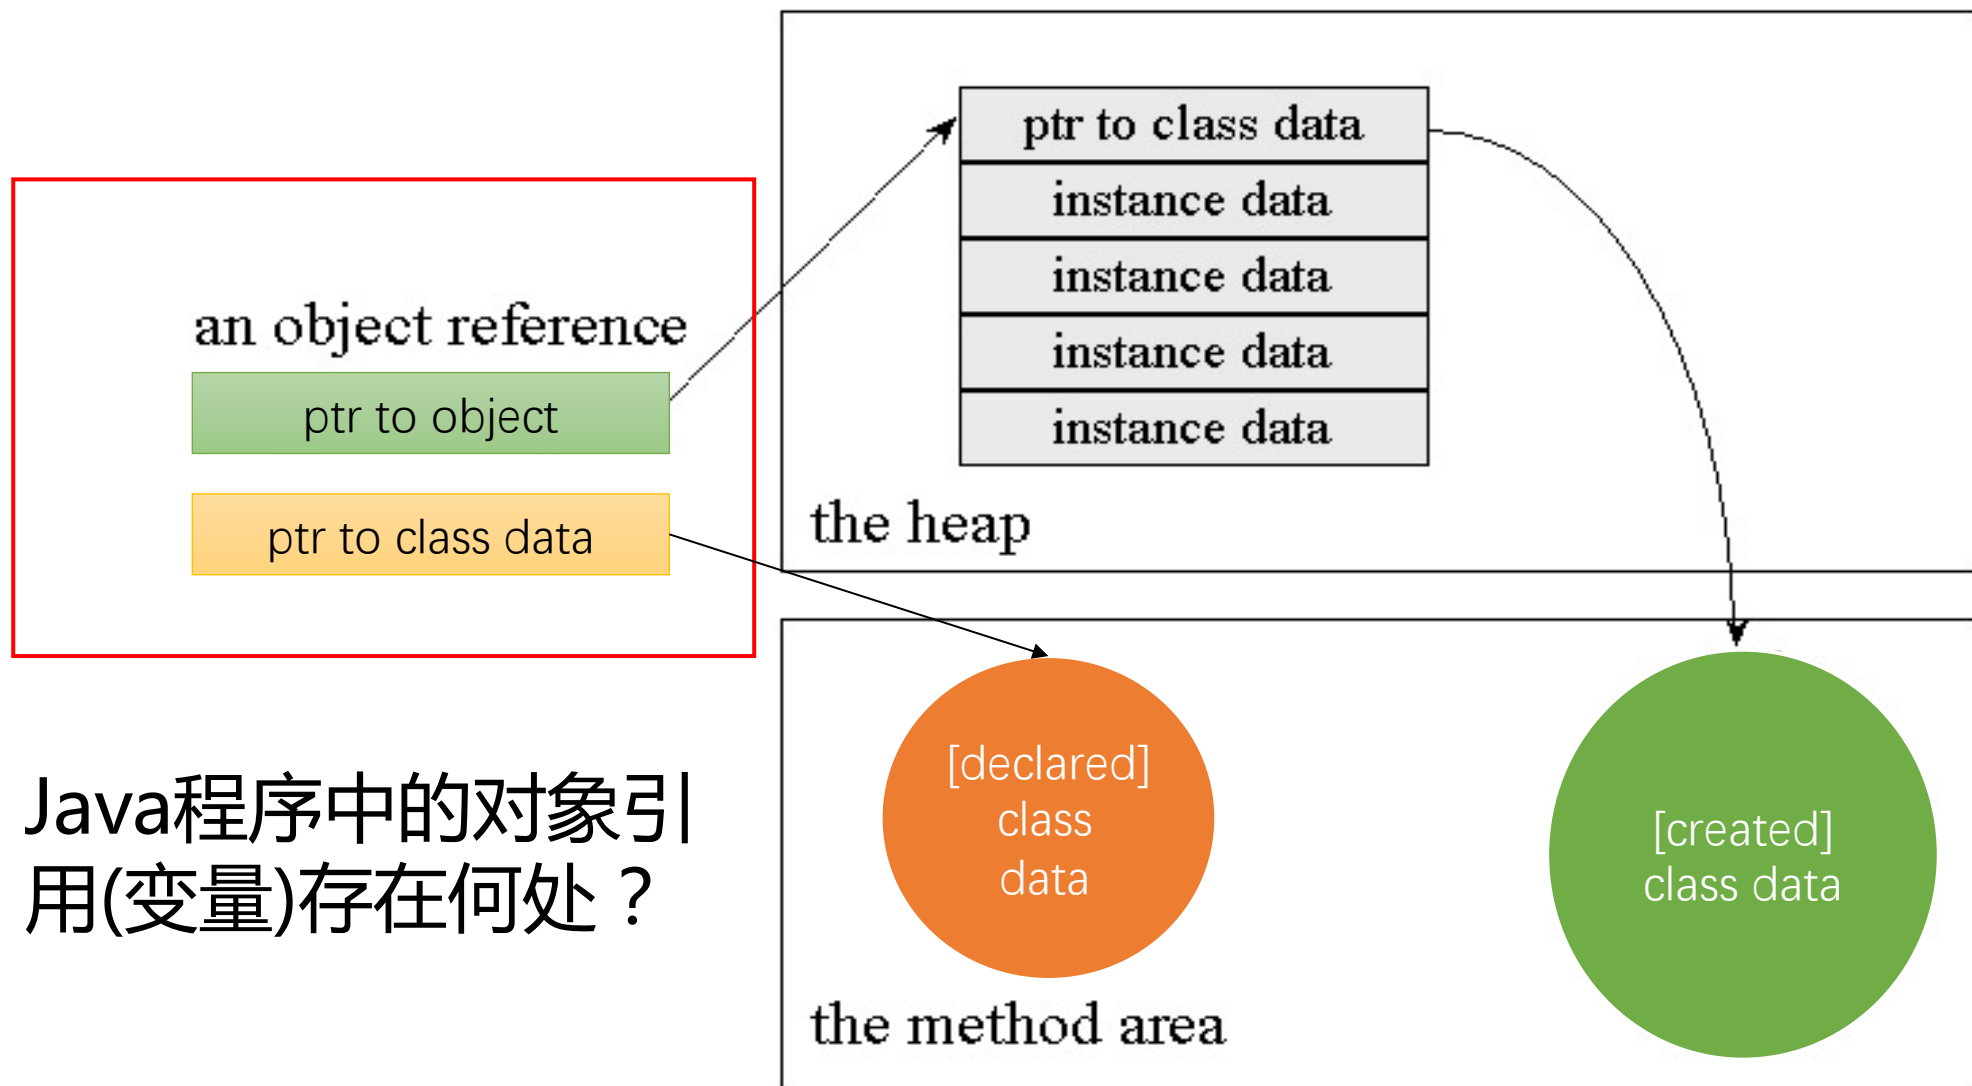 an object reference
ptr to object
ptr to class data
Java程序中的对象引
用(变量)存在何处？
ptr to class data
instance data
instance data
instance data
instance data
the heap
[declared]
class
data
[created]
class data
the method area